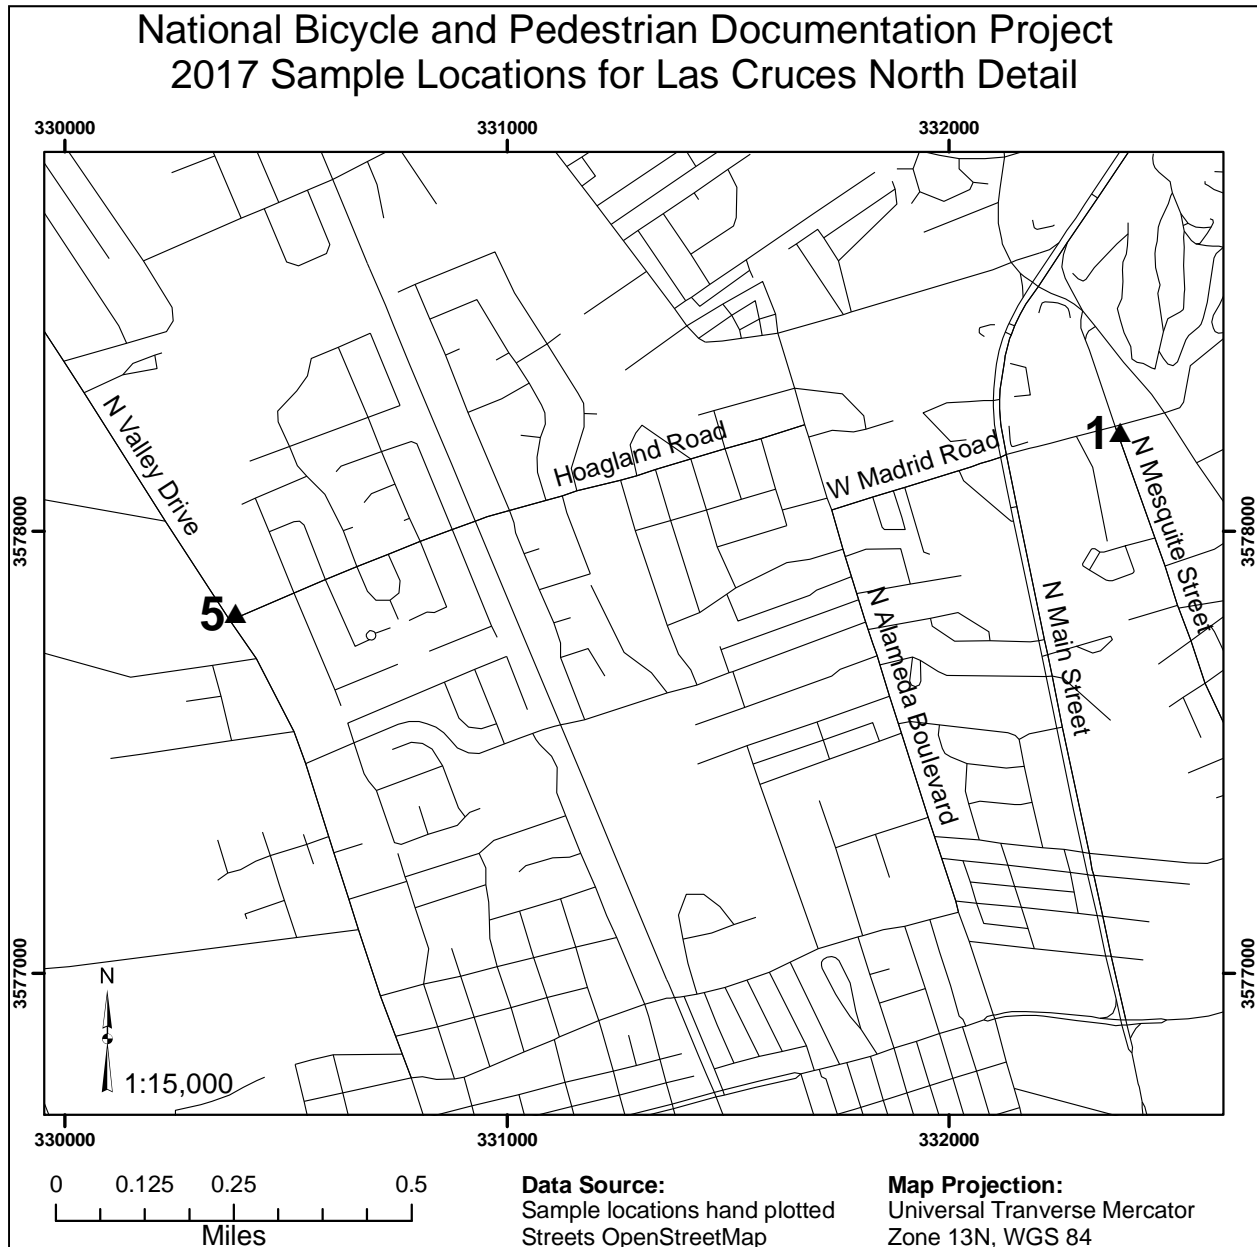 National Bicycle and Pedestrian Documentation Project
2017 Sample Locations for Las Cruces North Detail
330000
331000
332000
N Valley Drive
Hoagland Road
W Madrid Road
1
N Mesquite Street
3578000
3578000
5
N Alameda Boulevard
N Main Street
3577000
3577000
N
1:15,000
330000
331000
332000
0 0.125 0.25 0.5
Miles
Data Source:
Sample locations hand plotted
Streets OpenStreetMap
Map Projection:
Universal Tranverse Mercator
Zone 13N, WGS 84